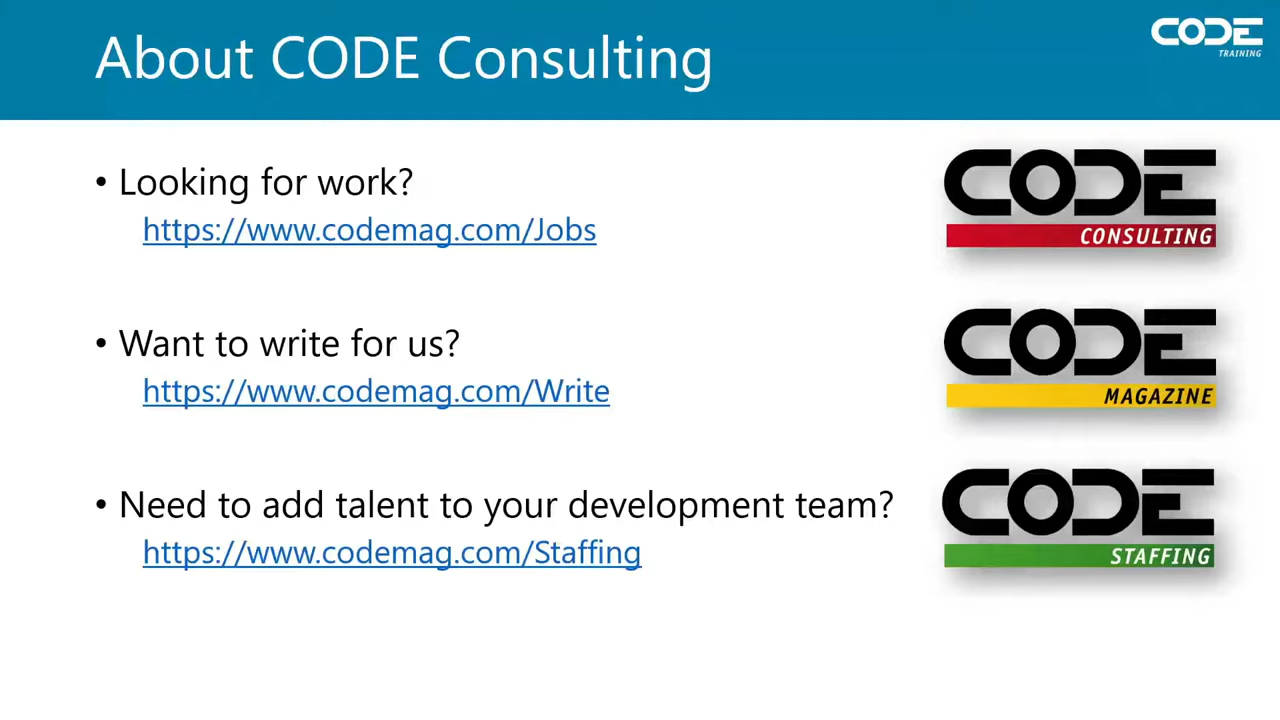 About CODE Consulting
CODE
TRAINING
• Looking for work?
https://www.codemag.com/Jobs
CODE
CONSULTING
• Want to write for us?
https://www.codemag.com/Write
CODE
MAGAZINE
• Need to add talent to your development team?
https://www.codemag.com/Staffing
CODE
STAFFING